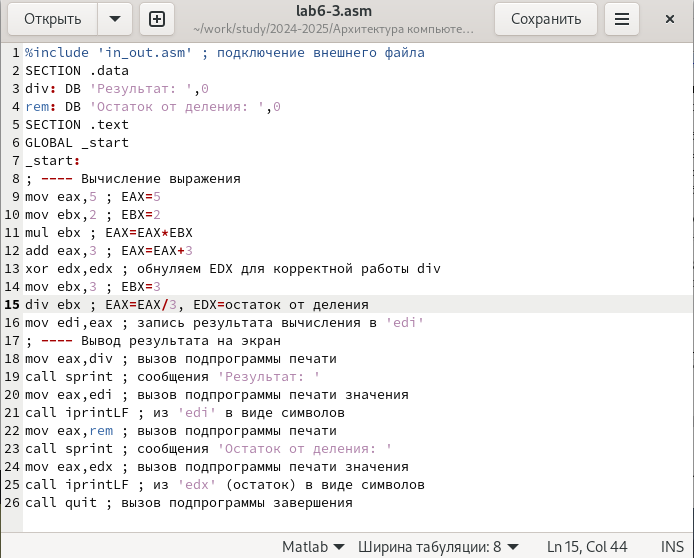 Открыть
lab6-3.asm
~/work/study/2024-2025/Архитектура компьюте...
Сохранить
1 %include 'in_out.asm' ; подключение внешнего файла
2 SECTION .data
3 div: DB 'Результат: ',0
4 rem: DB 'Остаток от деления: ',0
5 SECTION .text
6 GLOBAL _start
7 _start:
8 ; ---- Вычисление выражения
9 mov eax,5 ; EAX=5
10 mov ebx,2 ; EBX=2
11 mul ebx ; EAX=EAX*EBX
12 add eax,3 ; EAX=EAX+3
13 xor edx,edx ; обнуляем EDX для корректной работы div
14 mov ebx,3 ; EBX=3
15 div ebx ; EAX=EAX/3, EDX=остаток от деления
16 mov edi,eax ; запись результата вычисления в 'edi'
17 ; ---- Вывод результата на экран
18 mov eax,div ; вызов подпрограммы печати
19 call sprint ; сообщения 'Результат: '
20 mov eax,edi ; вызов подпрограммы печати значения
21 call iprintLF ; из 'edi' в виде символов
22 mov eax,rem ; вызов подпрограммы печати
23 call sprint ; сообщения 'Остаток от деления: '
24 mov eax,edx ; вызов подпрограммы печати значения
25 call iprintLF ; из 'edx' (остаток) в виде символов
26 call quit ; вызов подпрограммы завершения
Matlab Ширина табуляции: 8 Ln 15, Col 44 INS